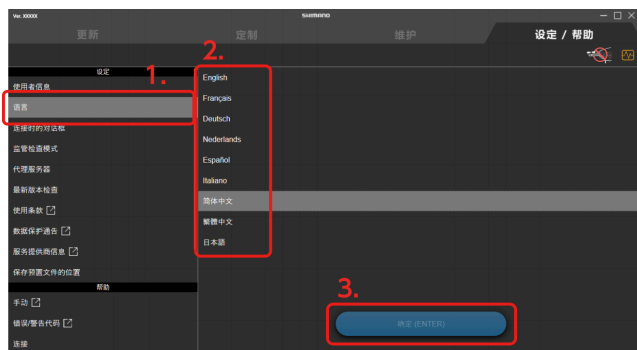 Ver. XXXXX
SHIMANO
更新
定制
维护
设定 / 帮助
设定
使用者信息
语言
连接时的对话框
监管检查模式
代理服务器
最新版本检查
使用条款
数据保护通告
服务提供商信息
保存预置文件的位置
帮助
手动
错误/警告代码
连接
1.
2.
English
Français
Deutsch
Nederlands
Español
Italiano
简体中文
繁體中文
日本語
3.
确定 (ENTER)